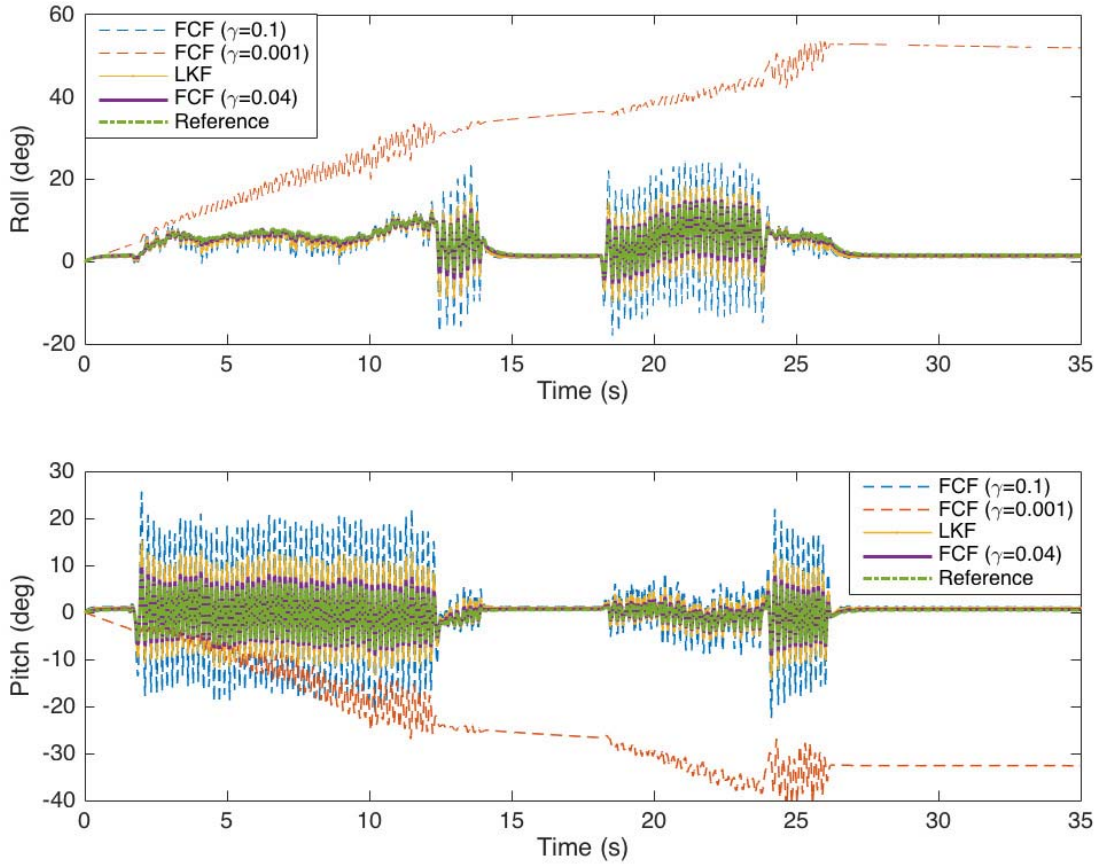 60
40
20
0
-20
Roll (deg)
FCF (γ=0.1)
FCF (γ=0.001)
LKF
FCF (γ=0.04)
Reference
0 5 10 15 20 25 30 35
Time (s)
30
20
10
0
-10
-20
-30
-40
Pitch (deg)
FCF (γ=0.1)
FCF (γ=0.001)
LKF
FCF (γ=0.04)
Reference
0 5 10 15 20 25 30 35
Time (s)